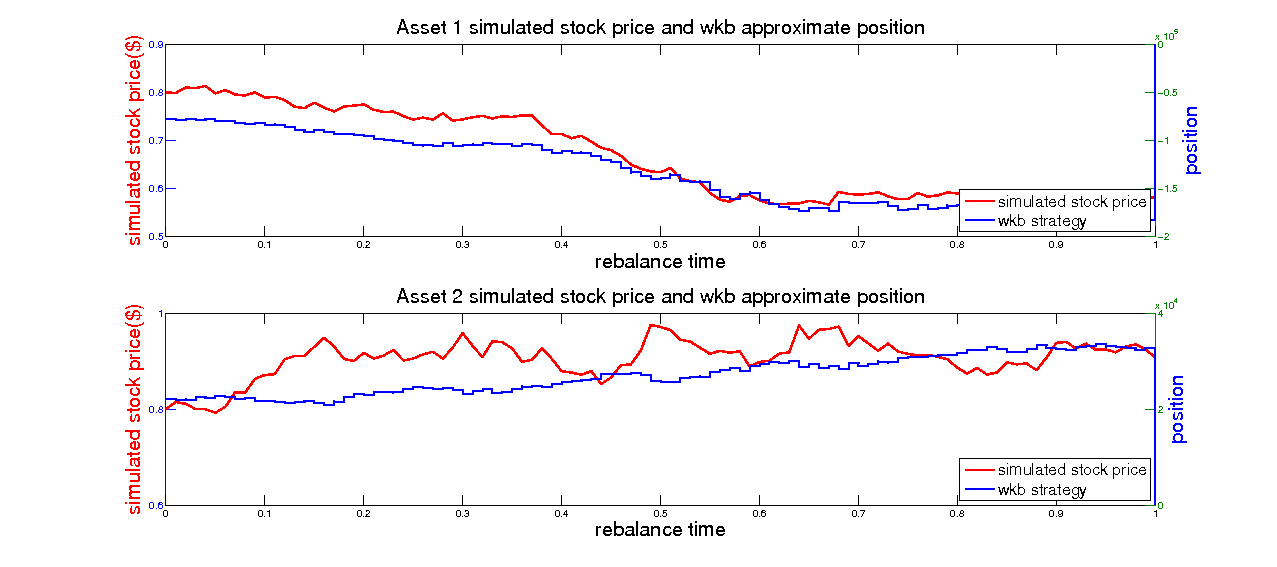 Asset 1 simulated stock price and wkb approximate position
x 10^5
0.9
0.8
0.7
0.6
0.5
simulated stock price($)
0
-0.5
-1
-1.5
-2
position
simulated stock price
wkb strategy
0 0.1 0.2 0.3 0.4 0.5 0.6 0.7 0.8 0.9 1
rebalance time
Asset 2 simulated stock price and wkb approximate position
x 10^4
1
0.8
0.6
simulated stock price($)
4
2
0
position
simulated stock price
wkb strategy
0 0.1 0.2 0.3 0.4 0.5 0.6 0.7 0.8 0.9 1
rebalance time